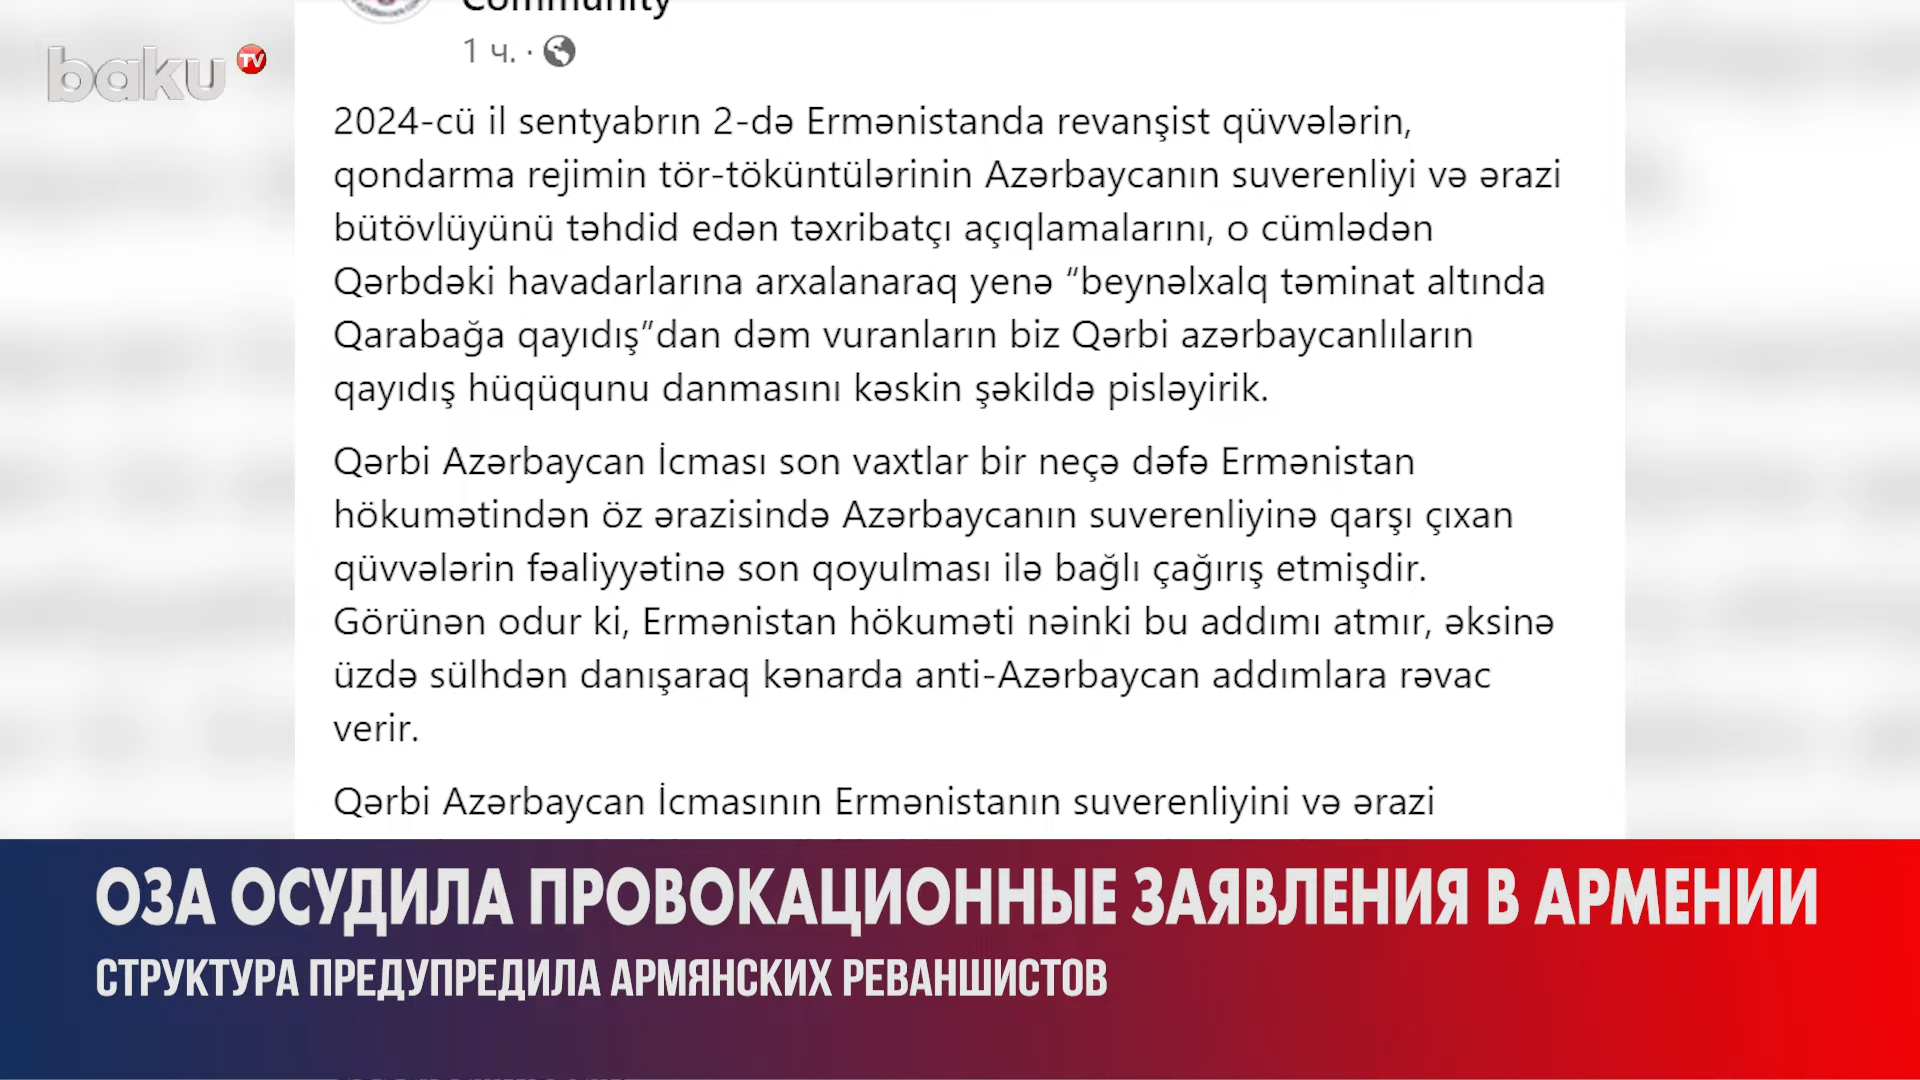 Community
baku TV
1 ч. ·
2024-cü il sentyabrın 2-də Ermənistanda revanşist qüvvələrin,
qondarma rejimin tör-töküntülərinin Azərbaycanın suverenliyi və ərazi
bütövlüyünü təhdid edən təxribatçı açıqlamalarını, o cümlədən
Qərbdəki havadarlarına arxalanaraq yenə “beynəlxalq təminat altında
Qarabağa qayıdış”dan dəm vuranların biz Qərbi azərbaycanlıların
qayıdış hüqüqunu danmasını kəskin şəkildə pisləyirik.
Qərbi Azərbaycan İcması son vaxtlar bir neçə dəfə Ermənistan
hökumətindən öz ərazisində Azərbaycanın suverenliyinə qarşı çıxan
qüvvələrin fəaliyyətinə son qoyulması ilə bağlı çağırış etmişdir.
Görünən odur ki, Ermənistan hökuməti nəinki bu addımı atmır, əksinə
üzdə sülhdən danışaraq kənarda anti-Azərbaycan addımlara rəvac
verir.
Qərbi Azərbaycan İcmasının Ermənistanın suverenliyini və ərazi
ОЗА ОСУДИЛА ПРОВОКАЦИОННЫЕ ЗАЯВЛЕНИЯ В АРМЕНИИ
СТРУКТУРА ПРЕДУПРЕДИЛА АРМЯНСКИХ РЕВАНШИСТОВ